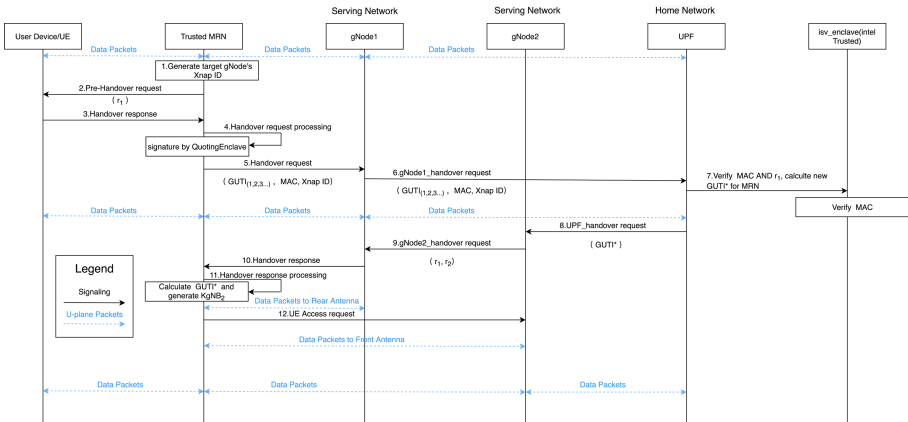 Serving Network
Serving Network
Home Network
User Device/UE
Trusted MRN
gNode1
gNode2
UPF
isv_enclave(intel
Trusted)
Data Packets
Data Packets
Data Packets
1.Generate target gNode's
Xnap ID
2.Pre-Handover request
( r1 )
3.Handover response
4.Handover request processing
signature by QuotingEnclave
5.Handover request
( GUTI(1,2,3...) , MAC, Xnap ID)
6.gNode1_handover request
( GUTI(1,2,3...) , MAC, Xnap ID)
7.Verify MAC AND r1, calculte new
GUTI* for MRN
Verify MAC
Data Packets
Data Packets
Data Packets
8.UPF_handover request
( GUTI* )
9.gNode2_handover request
( r1, r2)
10.Handover response
11.Handover response processing
Calculate GUTI* and
generate KgNB2
Legend
Signaling
U-plane Packets
Data Packets to Rear Antenna
12.UE Access request
Data Packets to Front Antenna
Data Packets
Data Packets
Data Packets